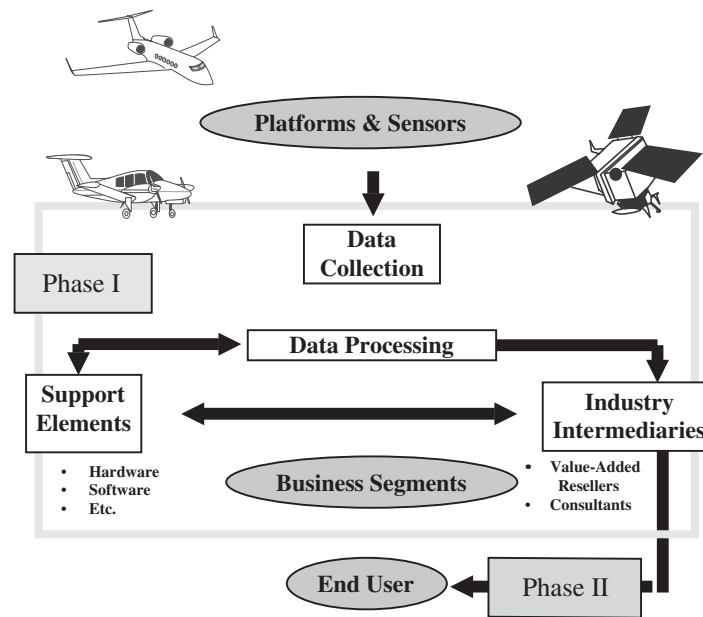 Platforms & Sensors
Data
Collection
Phase I
Data Processing
Support
Elements
Industry
Intermediaries
• Hardware
• Software
• Etc.
Business Segments
• Value-Added
Resellers
• Consultants
End User
Phase II